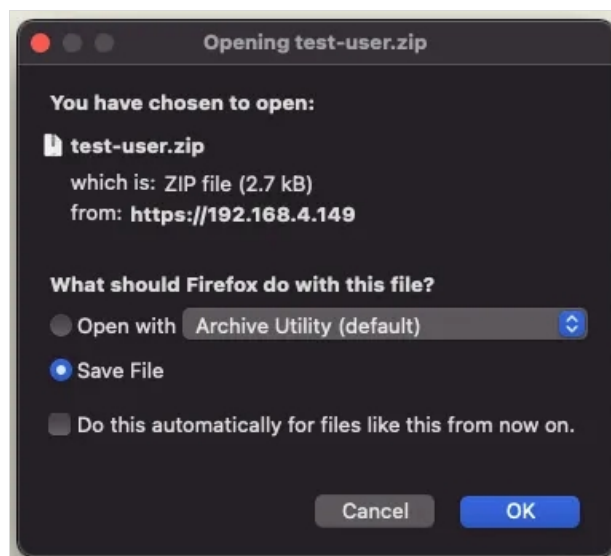 Opening test-user.zip
You have chosen to open:
test-user.zip
which is: ZIP file (2.7 kB)
from: https://192.168.4.149
What should Firefox do with this file?
Open with Archive Utility (default)
Save File
Do this automatically for files like this from now on.
Cancel OK